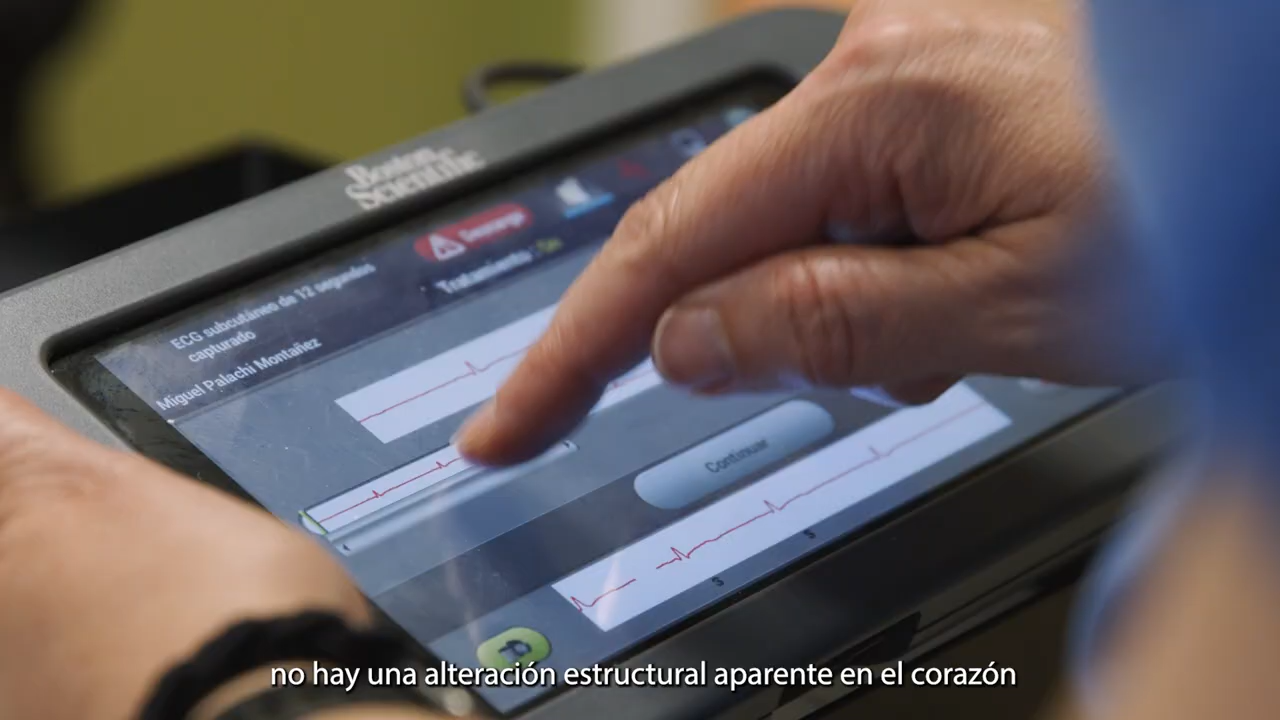 Boston
Scientific
Descarga
Tratamiento : On
ECG subcutáneo de 12 segundos
capturado
Miguel Palachi Montañez
Continuar
S
S
no hay una alteración estructural aparente en el corazón